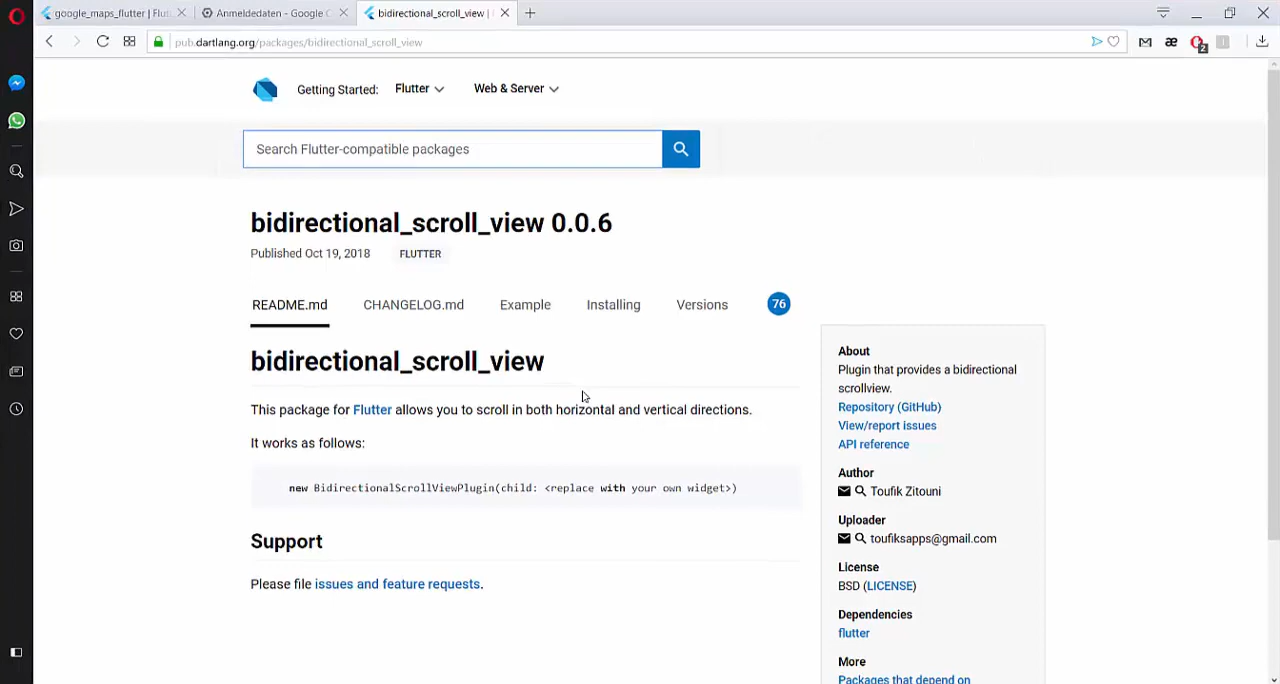 google_maps_flutter | Flut
Anmeldedaten - Google C
bidirectional_scroll_view |
pub.dartlang.org/packages/bidirectional_scroll_view
2
Getting Started:
Flutter
Web & Server
Search Flutter-compatible packages
bidirectional_scroll_view 0.0.6
Published Oct 19, 2018
FLUTTER
README.md
CHANGELOG.md
Example
Installing
Versions
76
bidirectional_scroll_view
This package for Flutter allows you to scroll in both horizontal and vertical directions.
It works as follows:
new BidirectionalScrollViewPlugin(child: <replace with your own widget>)
Support
Please file issues and feature requests.
About
Plugin that provides a bidirectional
scrollview.
Repository (GitHub)
View/report issues
API reference
Author
Toufik Zitouni
Uploader
toufiksapps@gmail.com
License
BSD (LICENSE)
Dependencies
flutter
More
Packages that depend on